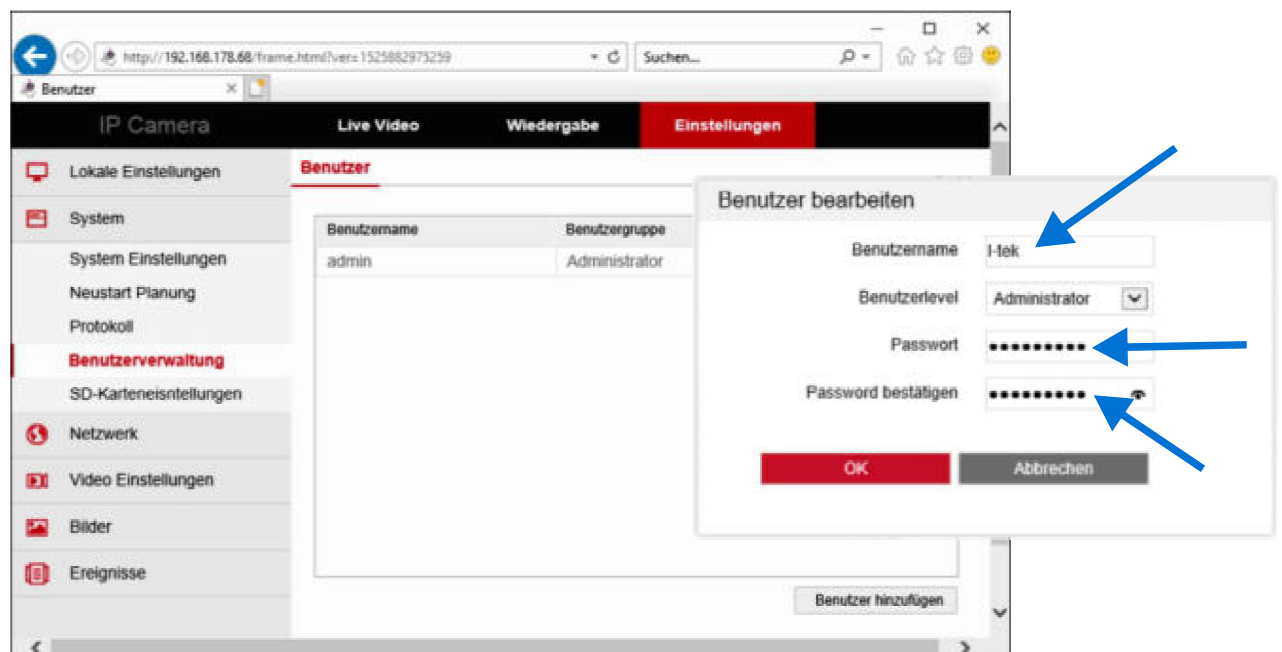 http://192.168.178.68/frame.html?ver=1525882975259
Suchen...
Benutzer
IP Camera
Live Video
Wiedergabe
Einstellungen
Lokale Einstellungen
System
System Einstellungen
Neustart Planung
Protokoll
Benutzerverwaltung
SD-Karteneisntellungen
Netzwerk
Video Einstellungen
Bilder
Ereignisse
Benutzer
Benutzername Benutzergruppe
admin Administrator
Benutzer hinzufügen
Benutzer bearbeiten
Benutzername I-tek
Benutzerlevel Administrator
Passwort •••••••••
Password bestätigen •••••••••
OK Abbrechen